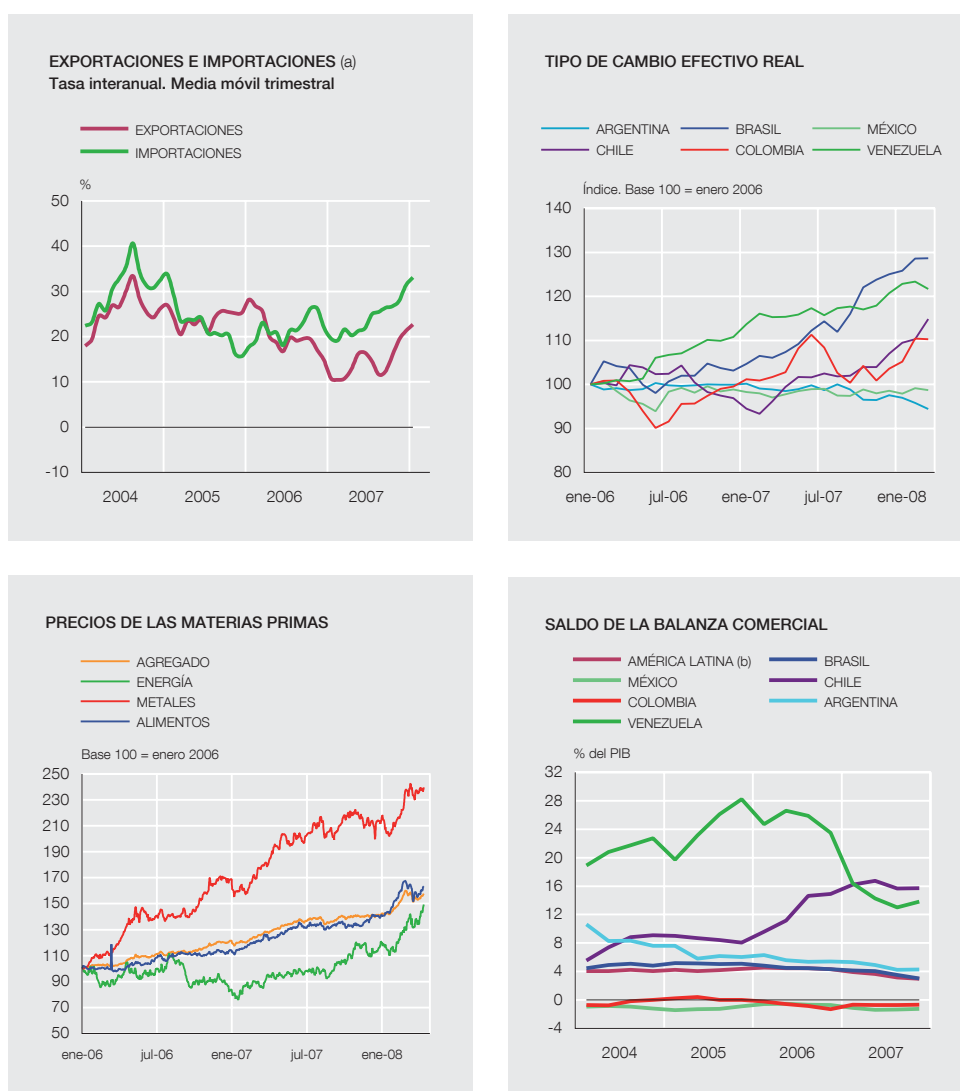 EXPORTACIONES E IMPORTACIONES (a)
Tasa interanual. Media móvil trimestral
EXPORTACIONES
IMPORTACIONES
%
50
40
30
20
10
0
-10
2004 2005 2006 2007
TIPO DE CAMBIO EFECTIVO REAL
ARGENTINA BRASIL MÉXICO
CHILE COLOMBIA VENEZUELA
Índice. Base 100 = enero 2006
140
130
120
110
100
90
80
ene-06 jul-06 ene-07 jul-07 ene-08
PRECIOS DE LAS MATERIAS PRIMAS
AGREGADO
ENERGÍA
METALES
ALIMENTOS
Base 100 = enero 2006
250
230
210
190
170
150
130
110
90
70
50
ene-06 jul-06 ene-07 jul-07 ene-08
SALDO DE LA BALANZA COMERCIAL
AMÉRICA LATINA (b) BRASIL
MÉXICO CHILE
COLOMBIA ARGENTINA
VENEZUELA
% del PIB
32
28
24
20
16
12
8
4
0
-4
2004 2005 2006 2007